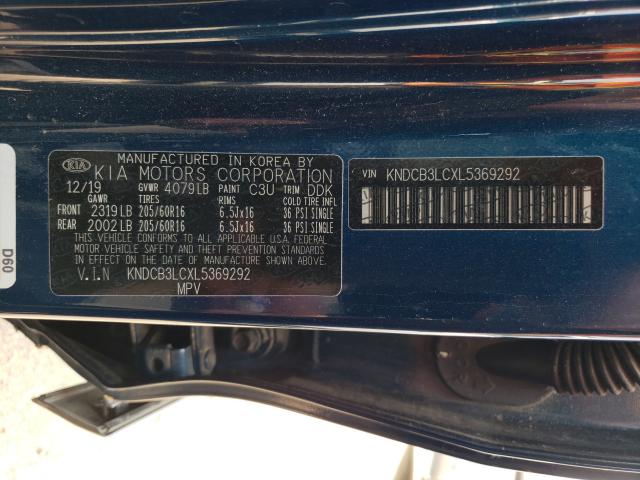 KIA
MANUFACTURED IN KOREA BY
KIA MOTORS CORPORATION
12/19 GVWR 4079LB PAINT C3U TRIM DDK
GAWR TIRES RIMS COLD TIRE INFL
FRONT 2319LB 205/60R16 6.5Jx16 36 PSI SINGLE
REAR 2002LB 205/60R16 6.5Jx16 36 PSI SINGLE
THIS VEHICLE CONFORMS TO ALL APPLICABLE U.S.A. FEDERAL
MOTOR VEHICLE SAFETY AND THEFT PREVENTION STANDARDS
IN EFFECT ON THE DATE OF MANUFACTURE SHOWN ABOVE.
V.I.N KNDCB3LCXL5369292
MPV
VIN KNDCB3LCXL5369292
D60